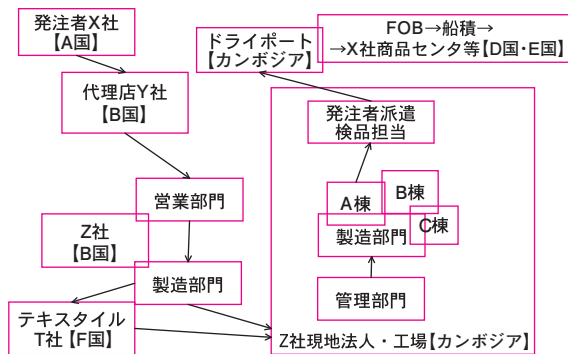 発注者X社
【A国】
代理店Y社
【B国】
営業部門
Z社
【B国】
製造部門
テキスタイル
T社【F国】
ドライポート
【カンボジア】
FOB→船積→
→X社商品センタ等【D国・E国】
発注者派遣
検品担当
A棟
B棟
C棟
製造部門
管理部門
Z社現地法人・工場【カンボジア】